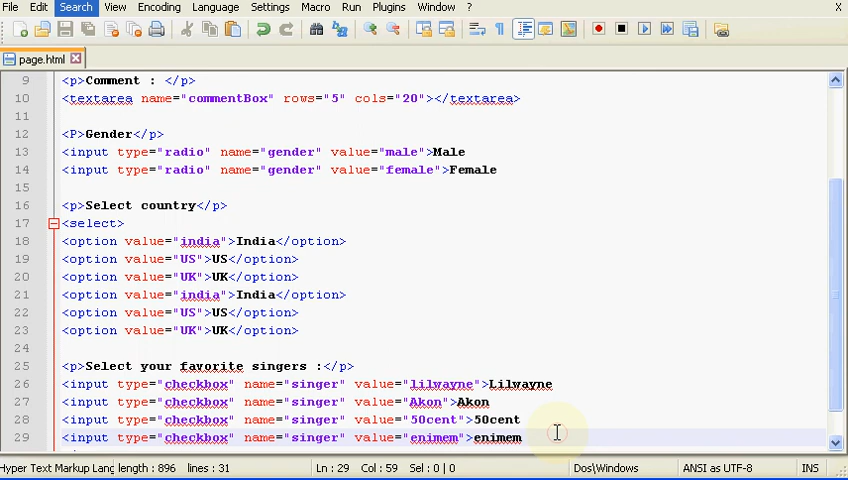 File Edit Search View Encoding Language Settings Macro Run Plugins Window ? X
page.html
9 <p>Comment : </p>
10 <textarea name="commentBox" rows="5" cols="20"></textarea>
11
12 <P>Gender</p>
13 <input type="radio" name="gender" value="male">Male
14 <input type="radio" name="gender" value="female">Female
15
16 <p>Select country</p>
17 <select>
18 <option value="india">India</option>
19 <option value="US">US</option>
20 <option value="UK">UK</option>
21 <option value="india">India</option>
22 <option value="US">US</option>
23 <option value="UK">UK</option>
24
25 <p>Select your favorite singers :</p>
26 <input type="checkbox" name="singer" value="lilwayne">Lilwayne
27 <input type="checkbox" name="singer" value="Akon">Akon
28 <input type="checkbox" name="singer" value="50cent">50cent
29 <input type="checkbox" name="singer" value="enimem">enimem
Hyper Text Markup Lang length : 896 lines : 31 Ln : 29 Col : 59 Sel : 0 | 0 Dos\Windows ANSI as UTF-8 INS